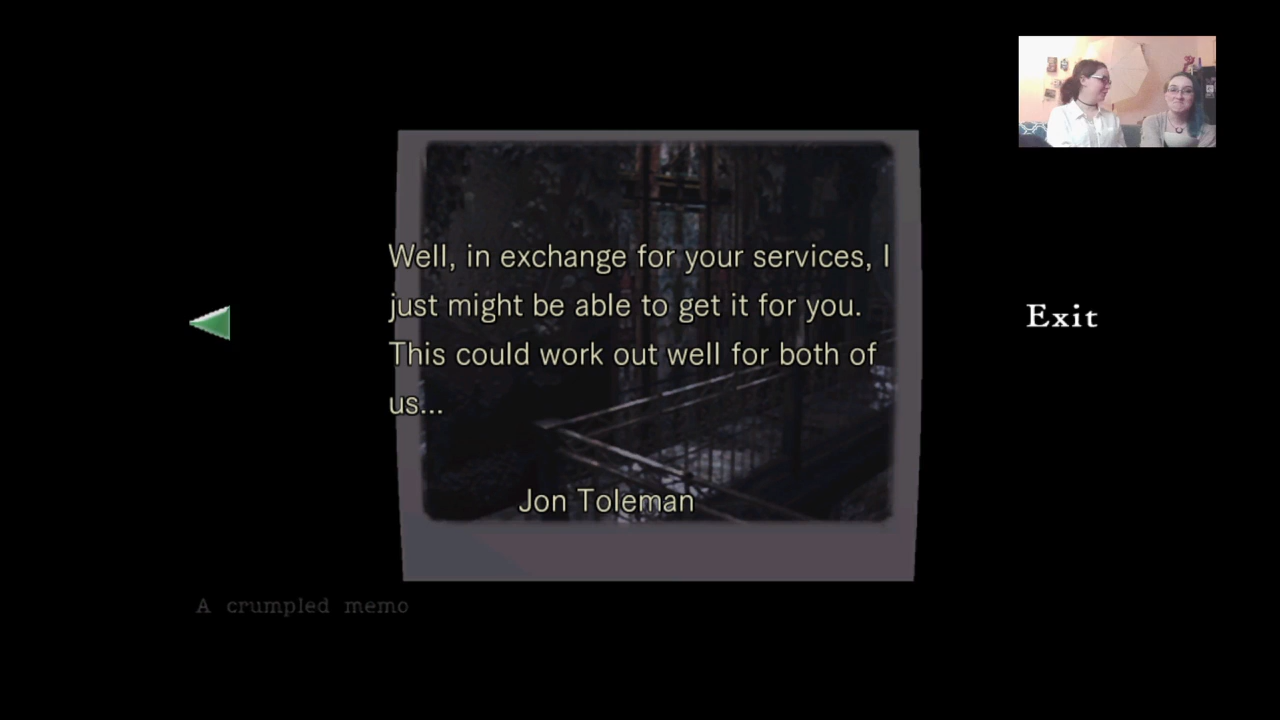 Well, in exchange for your services, I
just might be able to get it for you.
This could work out well for both of
us...
Jon Toleman
Exit
A crumpled memo